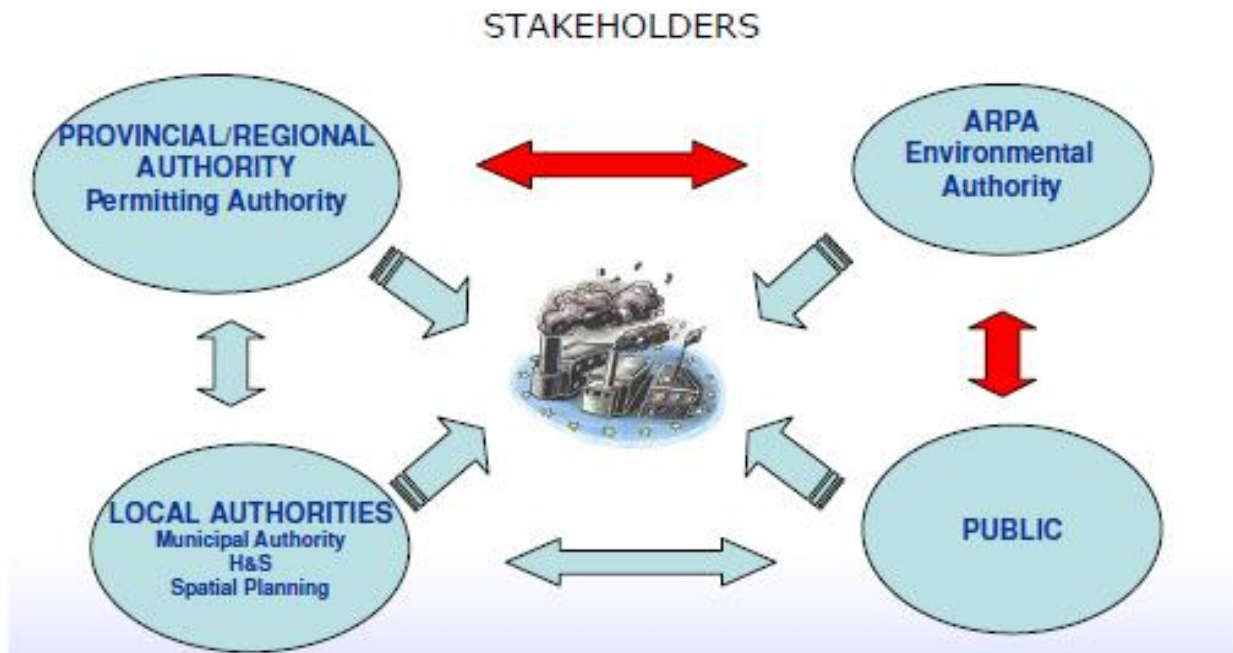 STAKEHOLDERS
PROVINCIAL/REGIONAL
AUTHORITY
Permitting Authority
ARPA
Environmental
Authority
LOCAL AUTHORITIES
Municipal Authority
H&S
Spatial Planning
PUBLIC